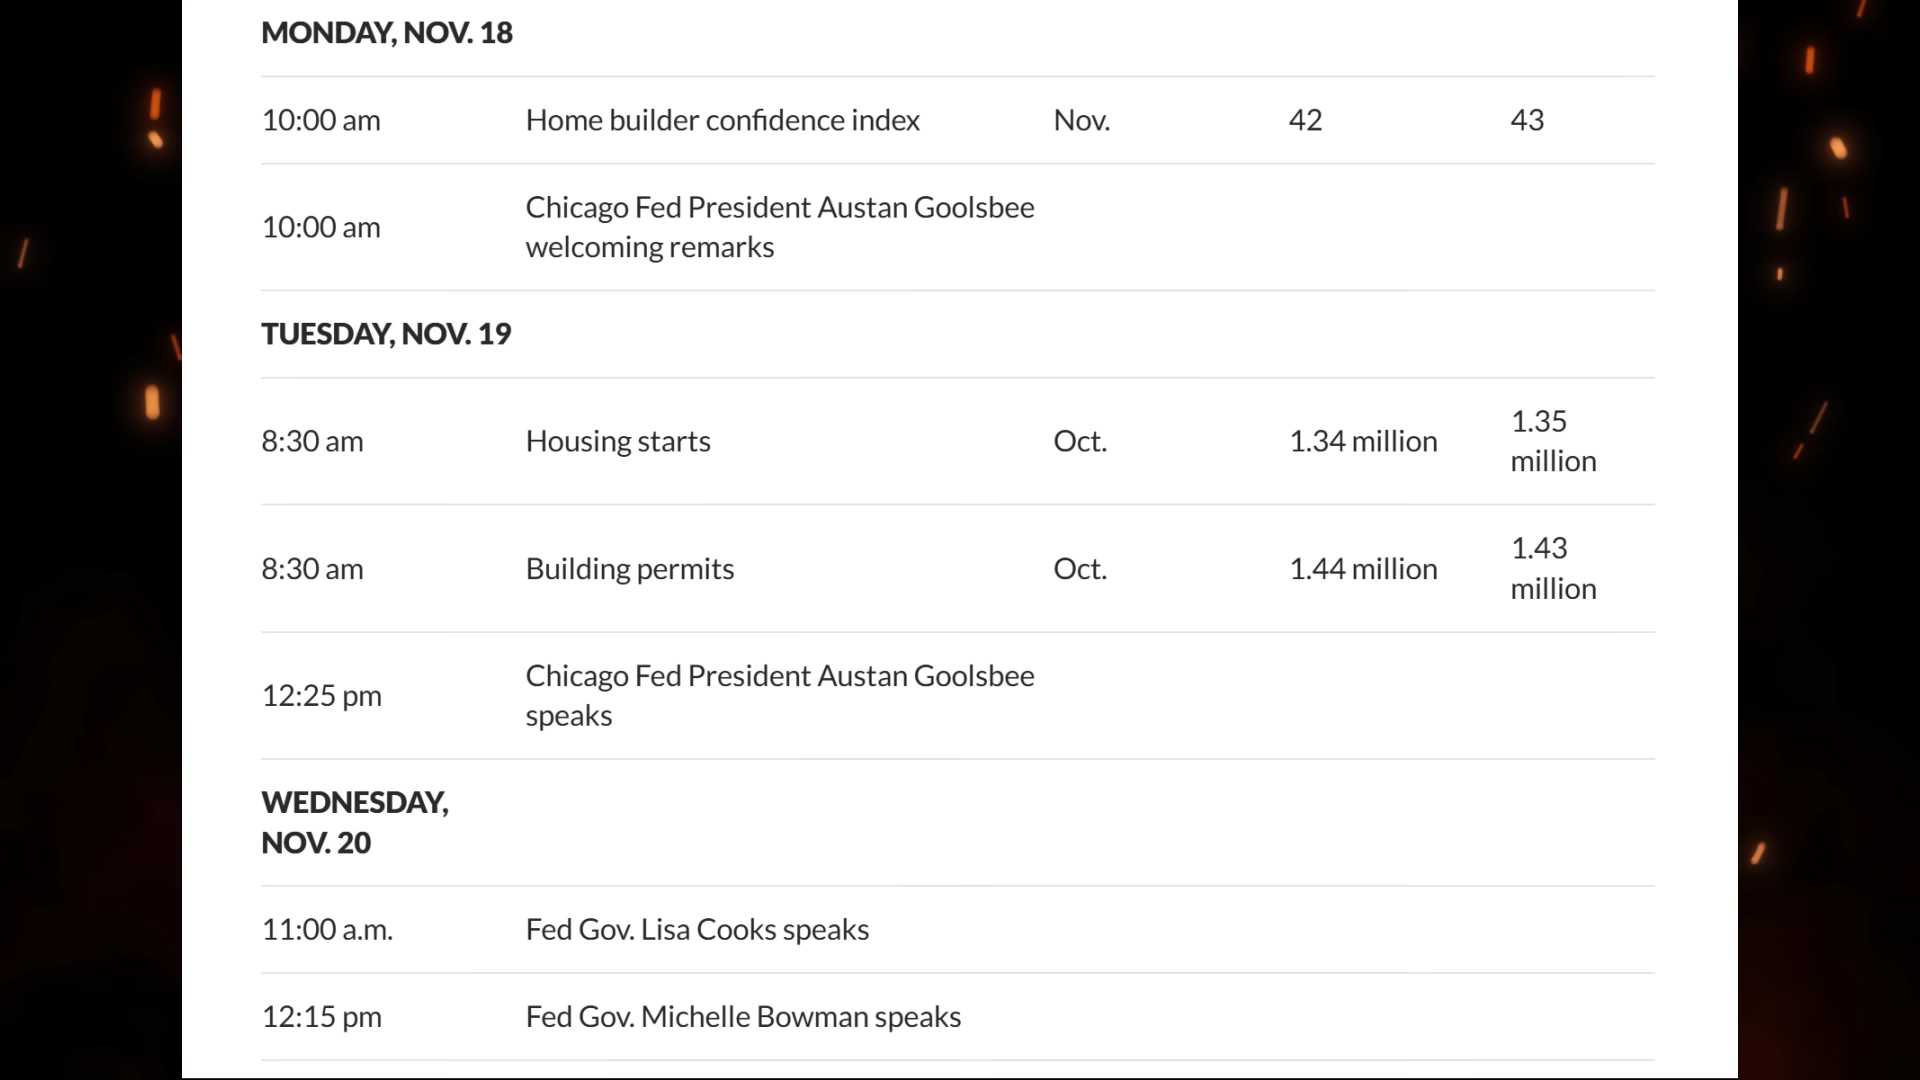 MONDAY, NOV. 18
10:00 am Home builder confidence index Nov. 42 43
10:00 am Chicago Fed President Austan Goolsbee
welcoming remarks
TUESDAY, NOV. 19
8:30 am Housing starts Oct. 1.34 million 1.35
million
8:30 am Building permits Oct. 1.44 million 1.43
million
12:25 pm Chicago Fed President Austan Goolsbee
speaks
WEDNESDAY,
NOV. 20
11:00 a.m. Fed Gov. Lisa Cooks speaks
12:15 pm Fed Gov. Michelle Bowman speaks